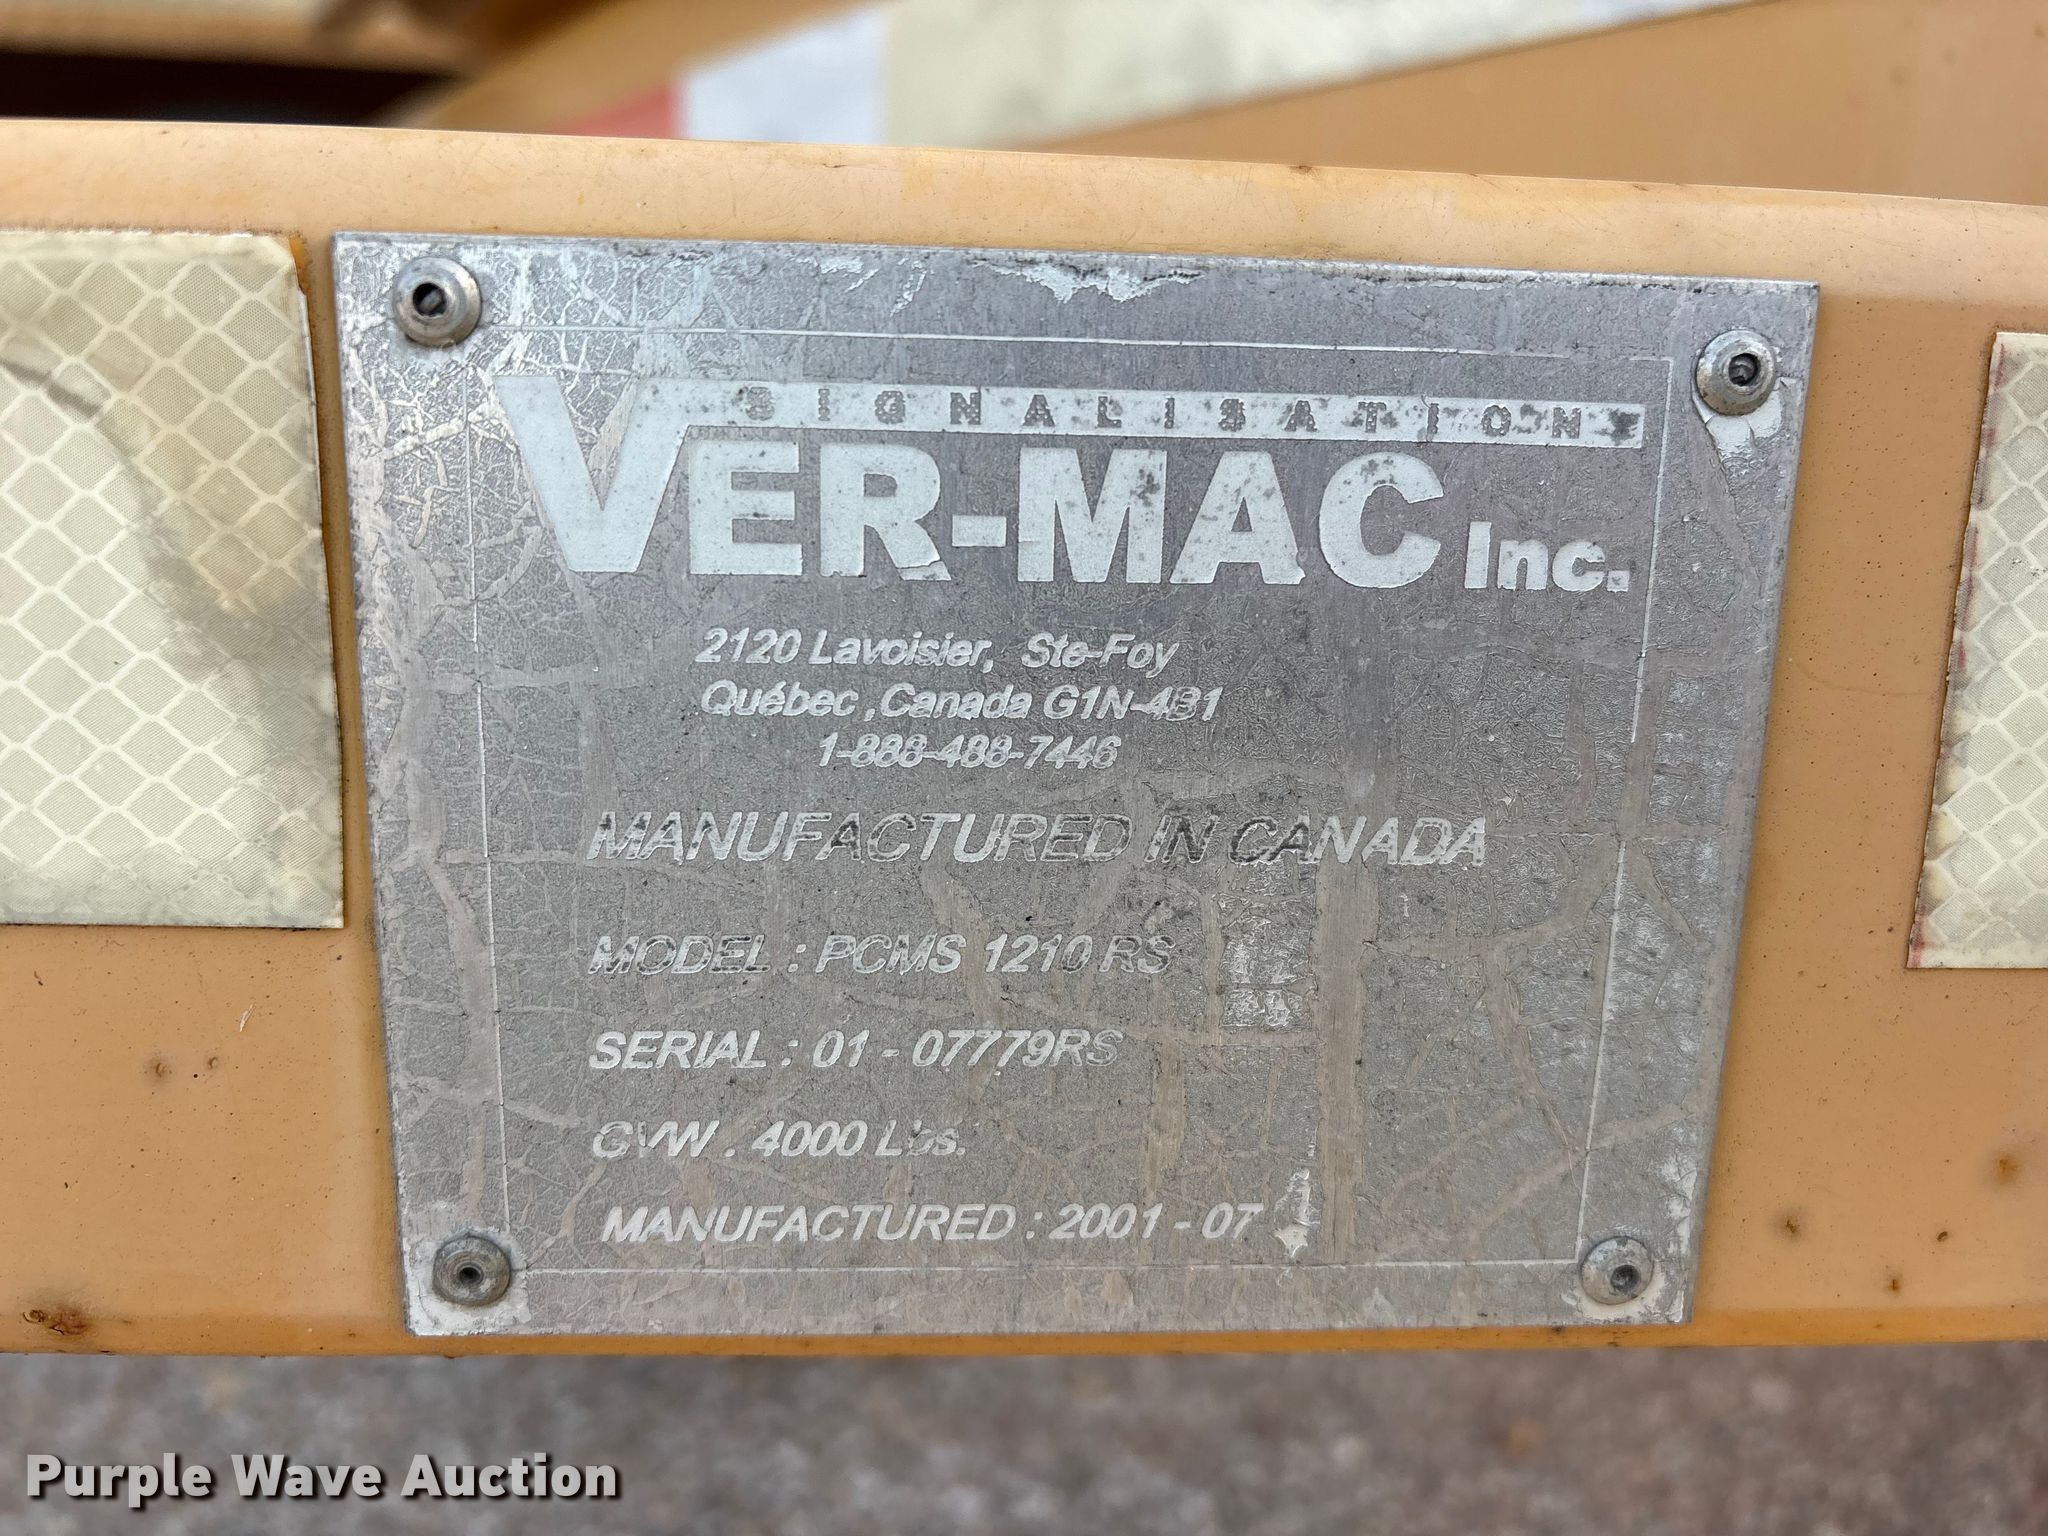 SIGNALISATION
VER-MAC Inc.
2120 Lavoisier, Ste-Foy
Québec, Canada G1N-4B1
1-888-488-7446
MANUFACTURED IN CANADA
MODEL : PCMS 1210 RS
SERIAL : 01 - 07779RS
GVW : 4000 Lbs.
MANUFACTURED : 2001 - 07
Purple Wave Auction